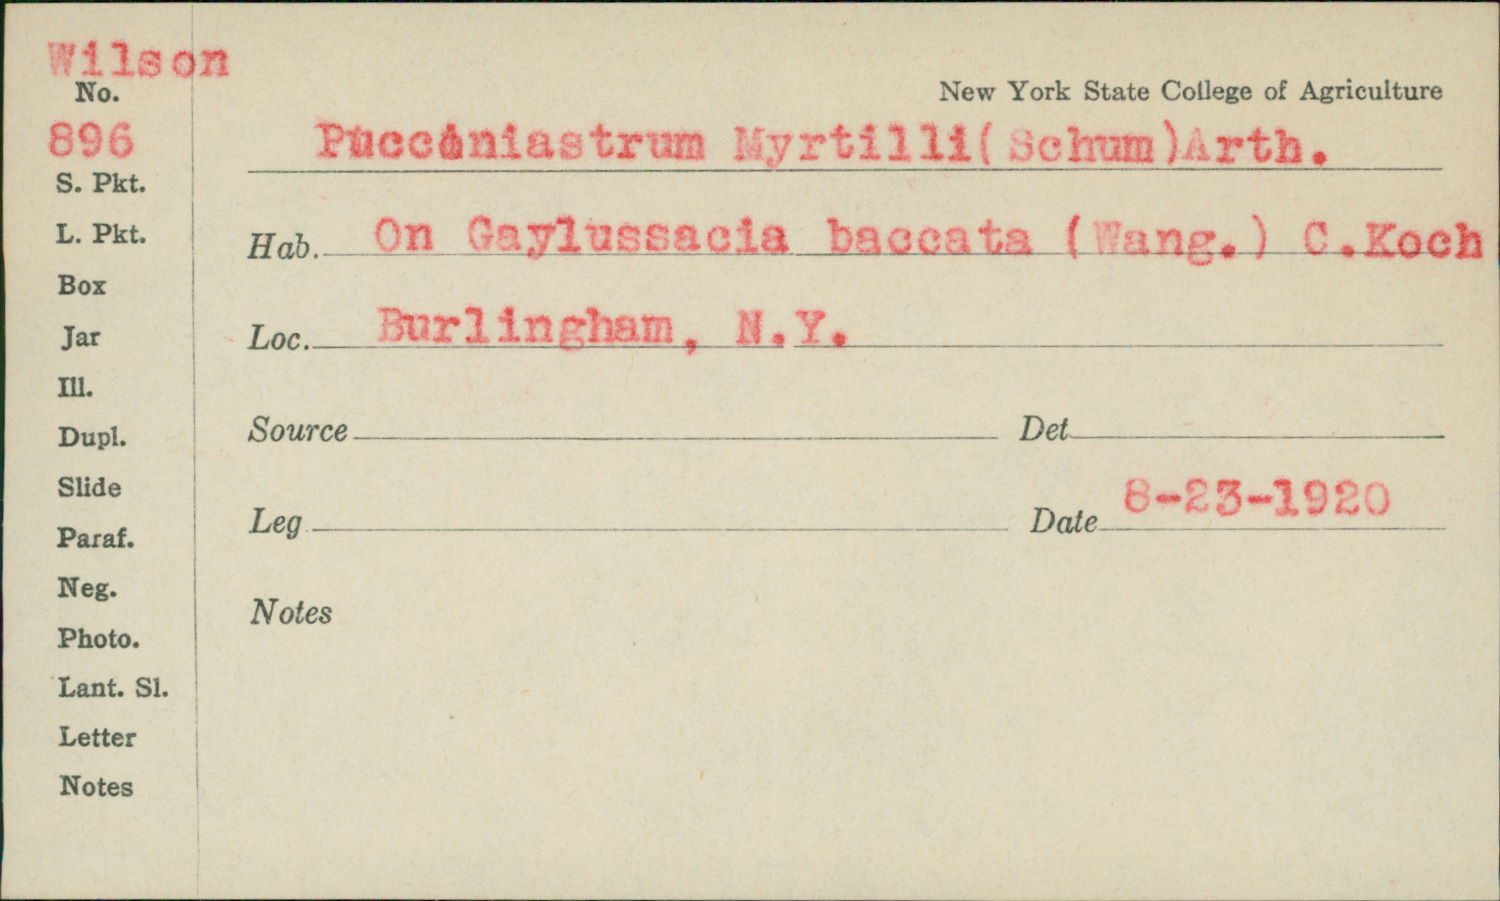 Wilson
No.
896
S. Pkt.
L. Pkt.
Box
Jar
Ill.
Dupl.
Slide
Paraf.
Neg.
Photo.
Lant. Sl.
Letter
Notes
New York State College of Agriculture
Pucciniastrum Myrtilli(Schum)Arth.
Hab. On Gaylussacia baccata (Wang.) C.Koch
Loc. Burlingham, N.Y.
Source Det
Leg Date 8-23-1920
Notes